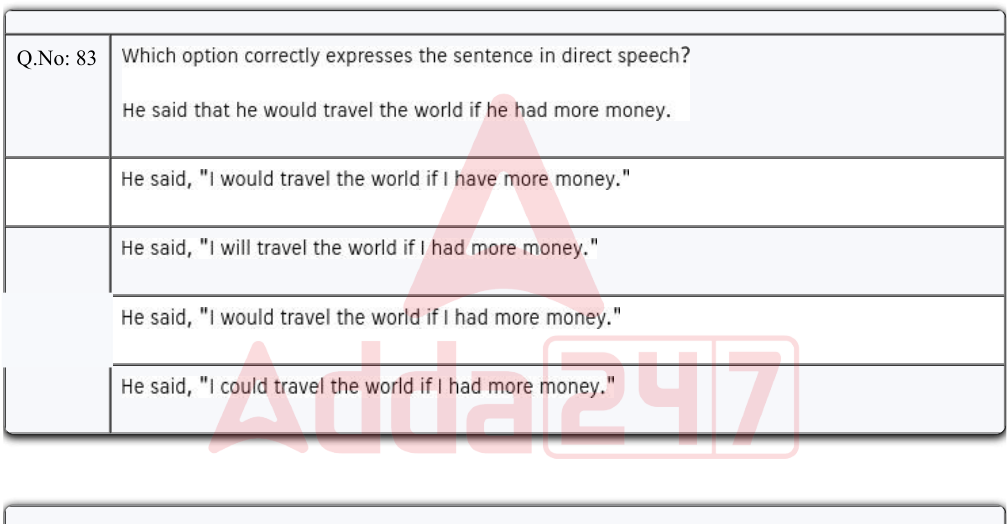 Q.No: 83
Which option correctly expresses the sentence in direct speech?
He said that he would travel the world if he had more money.
He said, "I would travel the world if I have more money."
He said, "I will travel the world if I had more money."
He said, "I would travel the world if I had more money."
He said, "I could travel the world if I had more money."
Adda247